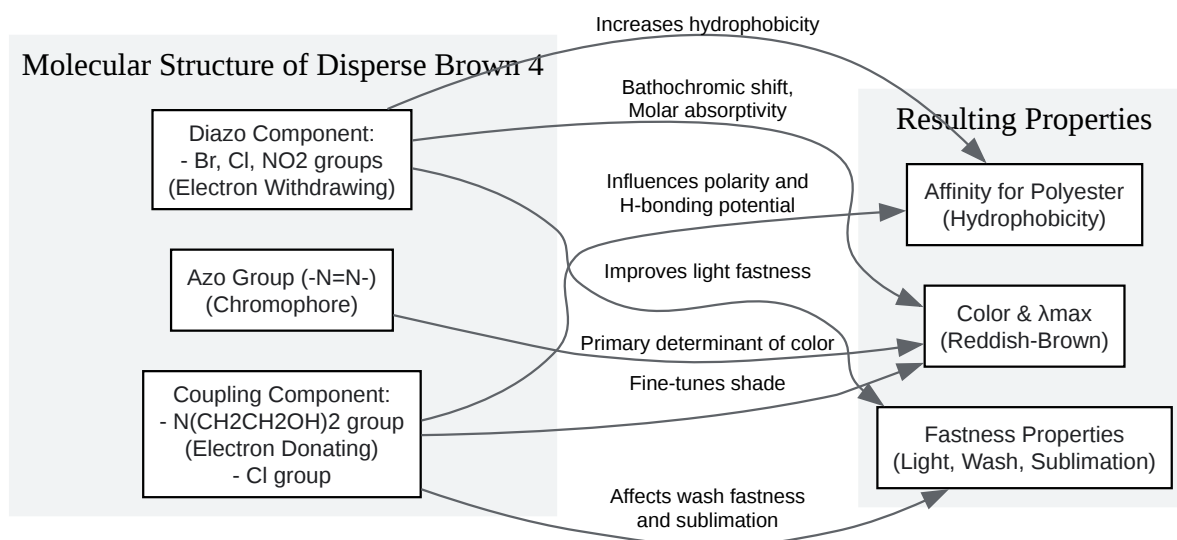 Increases hydrophobicity
Molecular Structure of Disperse Brown 4
Diazo Component:
- Br, Cl, NO2 groups
(Electron Withdrawing)
Azo Group (-N=N-)
(Chromophore)
Coupling Component:
- N(CH2CH2OH)2 group
(Electron Donating)
- Cl group
Bathochromic shift,
Molar absorptivity
Influences polarity and
H-bonding potential
Improves light fastness
Primary determinant of color
Fine-tunes shade
Affects wash fastness
and sublimation
Resulting Properties
Affinity for Polyester
(Hydrophobicity)
Color & λmax
(Reddish-Brown)
Fastness Properties
(Light, Wash, Sublimation)